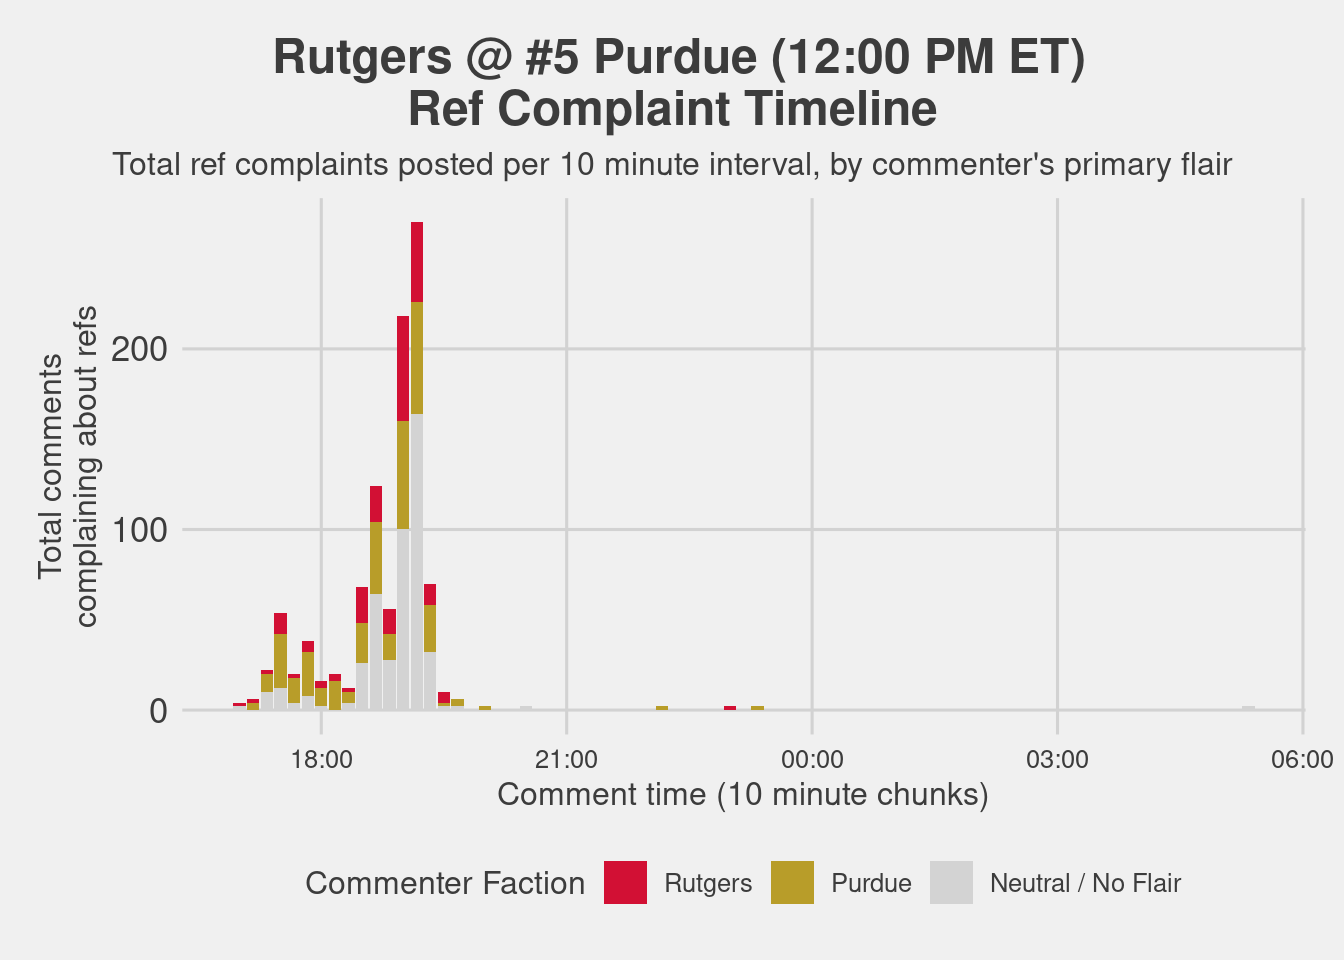 Rutgers @ #5 Purdue (12:00 PM ET)
Ref Complaint Timeline
Total ref complaints posted per 10 minute interval, by commenter's primary flair
Total comments
complaining about refs
200
100
0
18:00
21:00
00:00
03:00
06:00
Comment time (10 minute chunks)
Commenter Faction
Rutgers
Purdue
Neutral / No Flair